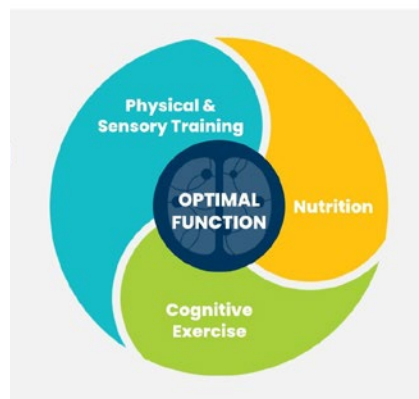 Physical &
Sensory Training
OPTIMAL
FUNCTION
Nutrition
Cognitive
Exercise